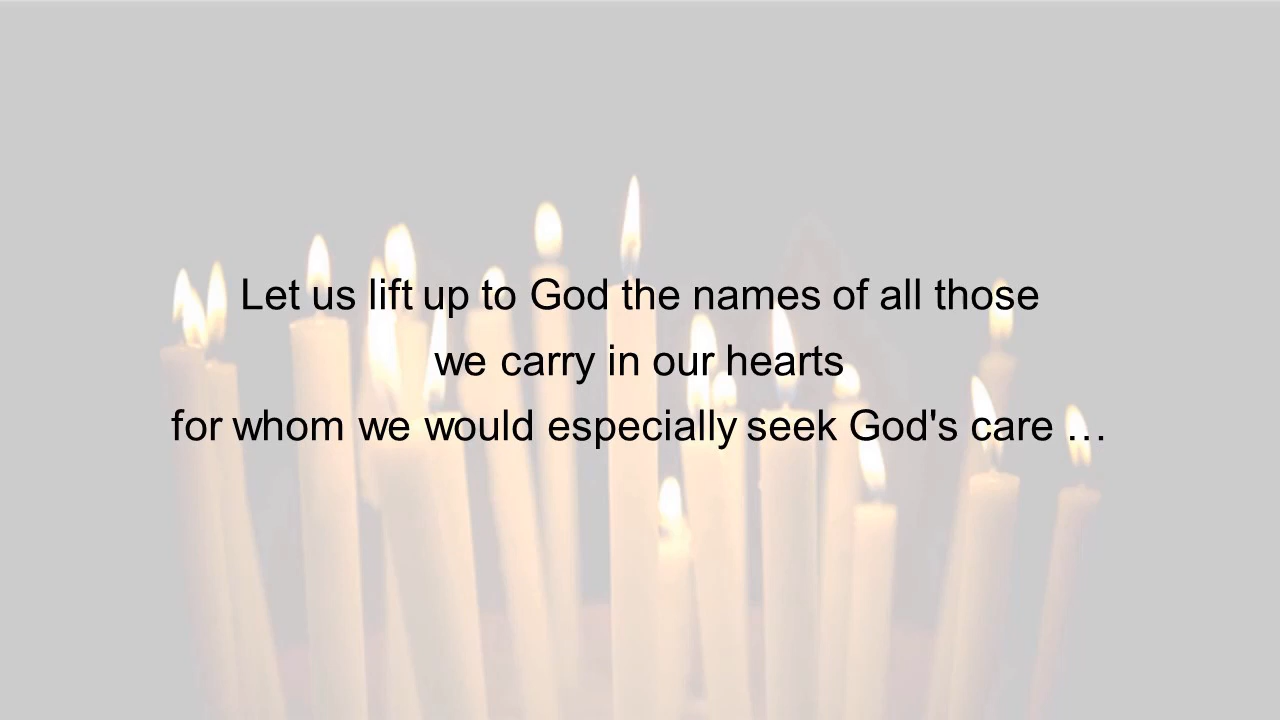 Let us lift up to God the names of all those
we carry in our hearts
for whom we would especially seek God's care …